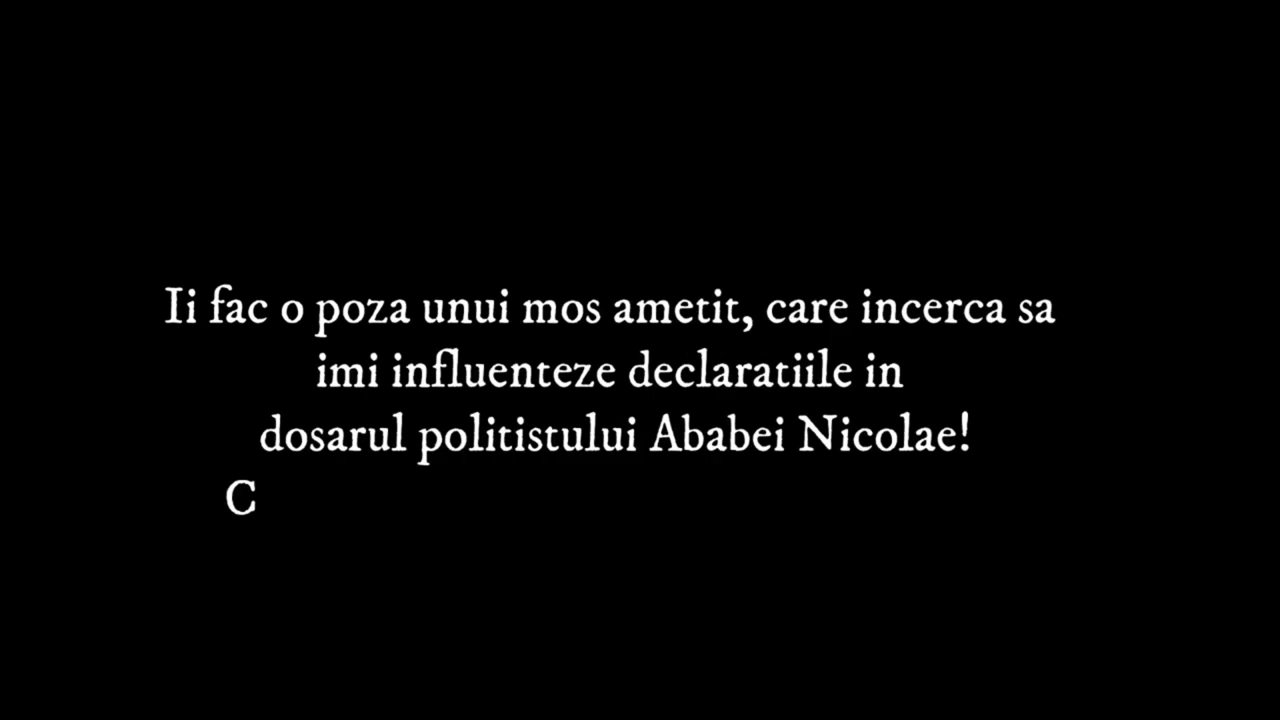 Ii fac o poza unui mos ametit, care incerca sa
imi influenteze declaratiile in
dosarul politistului Ababei Nicolae!
C